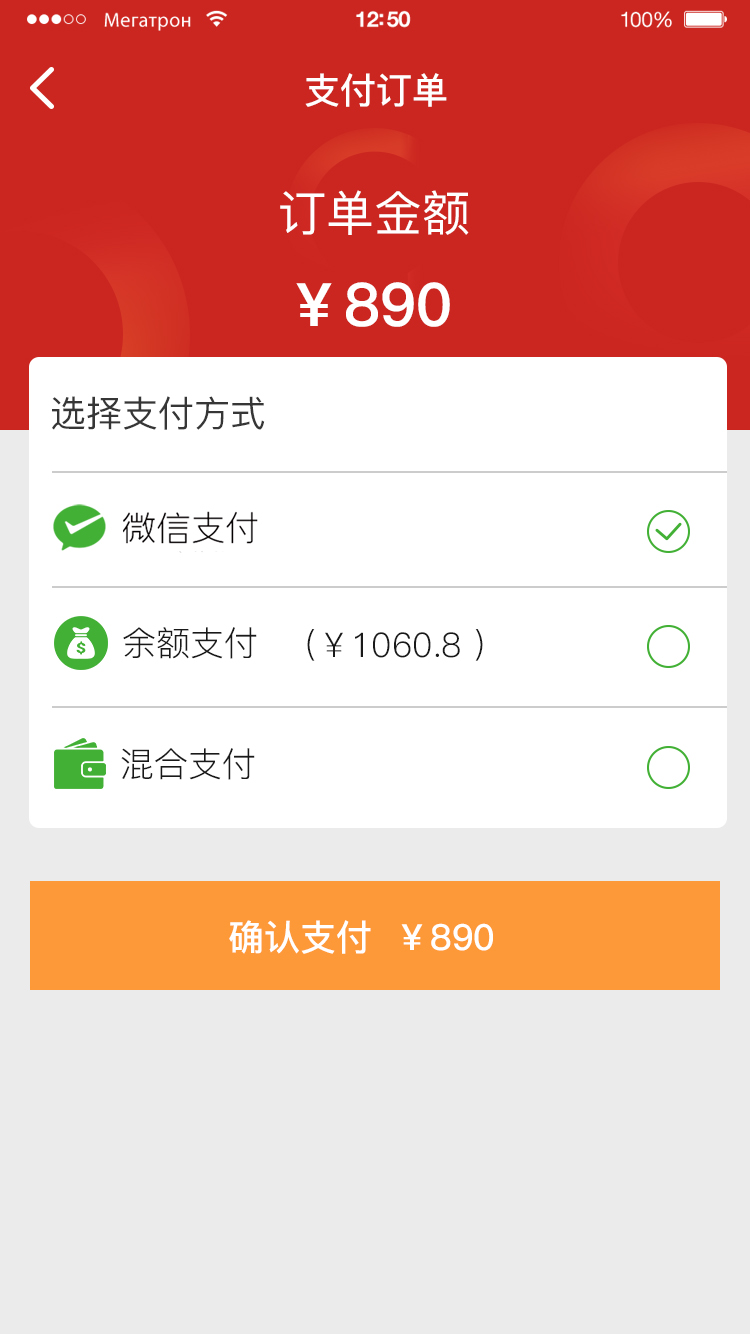 Мегатрон 12:50 100%
支付订单
订单金额
¥890
选择支付方式
微信支付
$ 余额支付 （¥1060.8）
混合支付
确认支付 ¥890